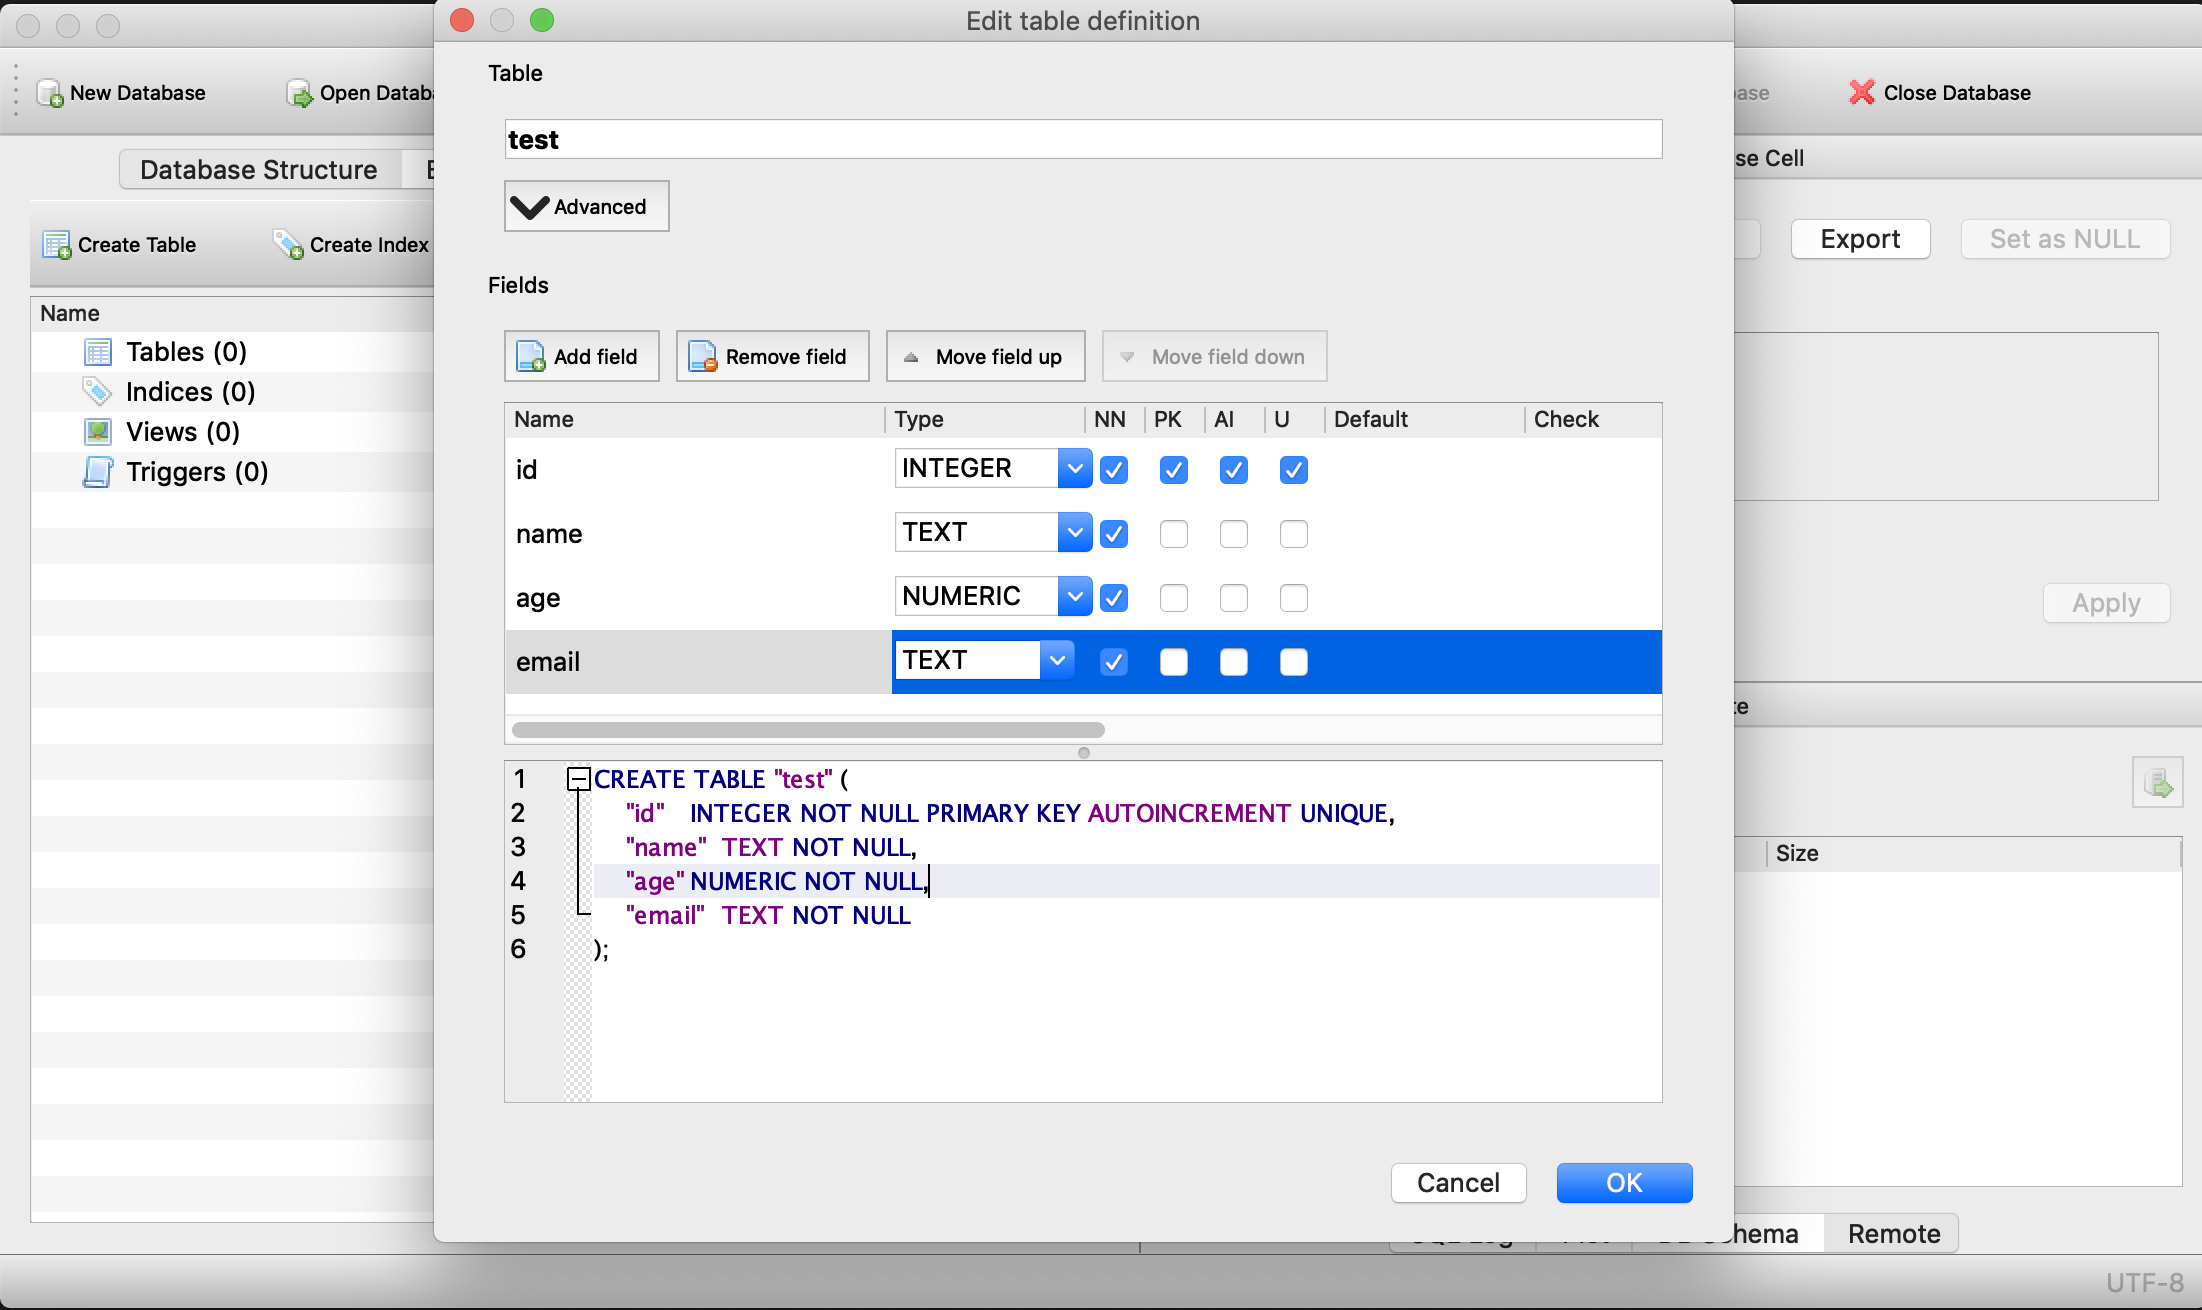 Edit table definition
New Database
Open Datab
Close Database
Table
test
Advanced
Database Structure
Create Table
Create Index
Name
Tables (0)
Indices (0)
Views (0)
Triggers (0)
Fields
Add field
Remove field
Move field up
Move field down
Name Type NN PK AI U Default Check
id INTEGER
name TEXT
age NUMERIC
email TEXT
1 CREATE TABLE "test" (
2 "id" INTEGER NOT NULL PRIMARY KEY AUTOINCREMENT UNIQUE,
3 "name" TEXT NOT NULL,
4 "age" NUMERIC NOT NULL,
5 "email" TEXT NOT NULL
6 );
Cancel
OK
se Cell
Export
Set as NULL
Apply
Size
hema
Remote
UTF-8